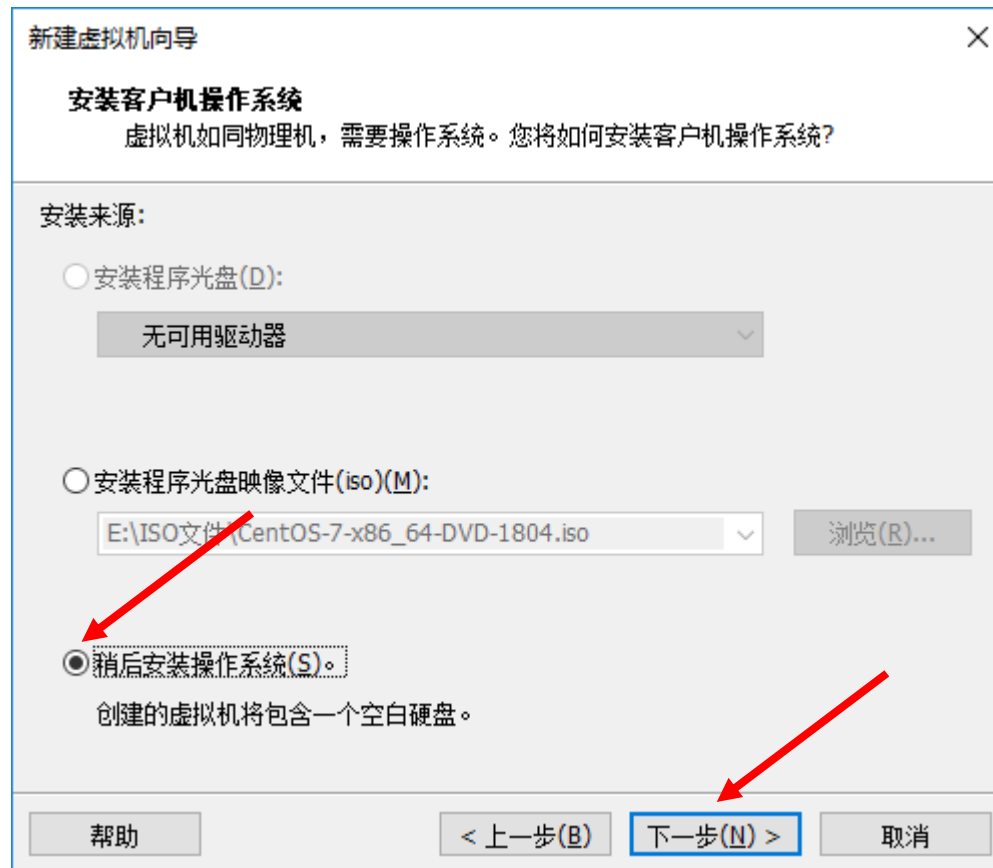 新建虚拟机向导
安装客户机操作系统
虚拟机如同物理机，需要操作系统。您将如何安装客户机操作系统?
安装来源:
安装程序光盘(D):
无可用驱动器
安装程序光盘映像文件(iso)(M):
E:\ISO文件\CentOS-7-x86_64-DVD-1804.iso
浏览(R)...
稍后安装操作系统(S)。
创建的虚拟机将包含一个空白硬盘。
帮助
< 上一步(B)
下一步(N) >
取消